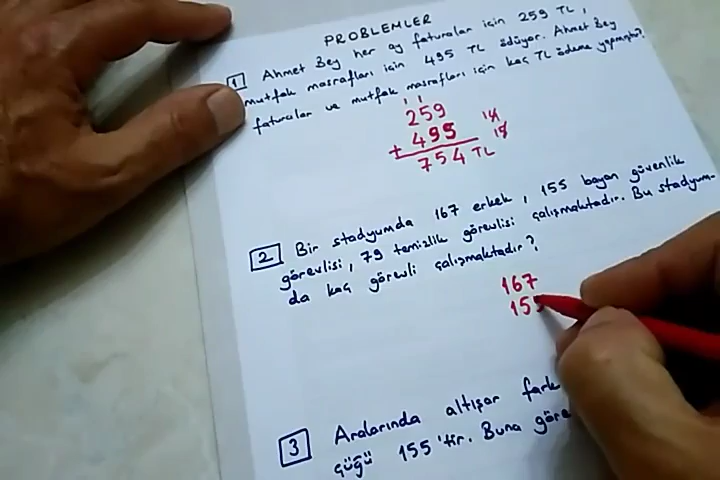 PROBLEMLER
1 Ahmet Bey her ay faturalar için 259 TL,
mutfak masrafları için 495 TL ödüyor. Ahmet Bey
faturalar ve mutfak masrafları için kaç TL ödeme yapmıştır?
1 1
259
14
+ 495
15
754 TL
2 Bir stadyumda 167 erkek, 155 bayan güvenlik
görevlisi, 79 temizlik görevlisi çalışmaktadır. Bu stadyum-
da kaç görevli çalışmaktadır?
167
155
3 Aralarında altışar fark
çüğü 155'tir. Buna göre